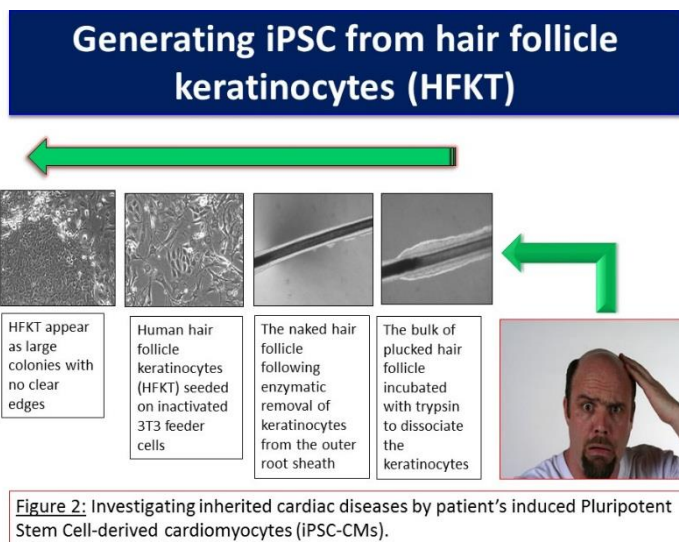 Generating iPSC from hair follicle
keratinocytes (HFKT)
HFKT appear
as large
colonies with
no clear
edges
Human hair
follicle
keratinocytes
(HFKT) seeded
on inactivated
3T3 feeder
cells
The naked hair
follicle
following
enzymatic
removal of
keratinocytes
from the outer
root sheath
The bulk of
plucked hair
follicle
incubated
with trypsin
to dissociate
the
keratinocytes
Figure 2: Investigating inherited cardiac diseases by patient’s induced Pluripotent
Stem Cell-derived cardiomyocytes (iPSC-CMs).